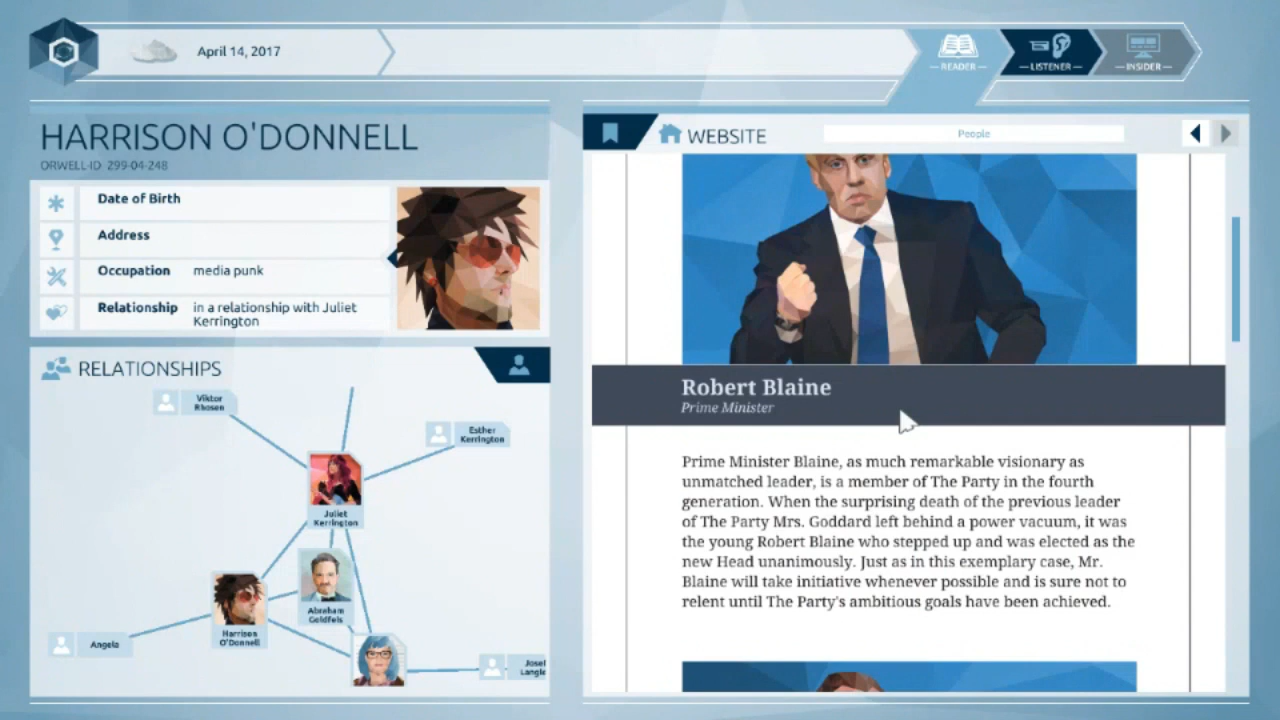 April 14, 2017
READER
LISTENER
INSIDER
HARRISON O'DONNELL
ORWELL-ID 299-04-248
Date of Birth
Address
Occupation media punk
Relationship in a relationship with Juliet
Kerrington
RELATIONSHIPS
Viktor
Rhosen
Esther
Kerrington
Juliet
Kerrington
Abraham
Goldfels
Harrison
O'Donnell
Angela
Josef
Langle
WEBSITE
People
Robert Blaine
Prime Minister
Prime Minister Blaine, as much remarkable visionary as
unmatched leader, is a member of The Party in the fourth
generation. When the surprising death of the previous leader
of The Party Mrs. Goddard left behind a power vacuum, it was
the young Robert Blaine who stepped up and was elected as the
new Head unanimously. Just as in this exemplary case, Mr.
Blaine will take initiative whenever possible and is sure not to
relent until The Party's ambitious goals have been achieved.